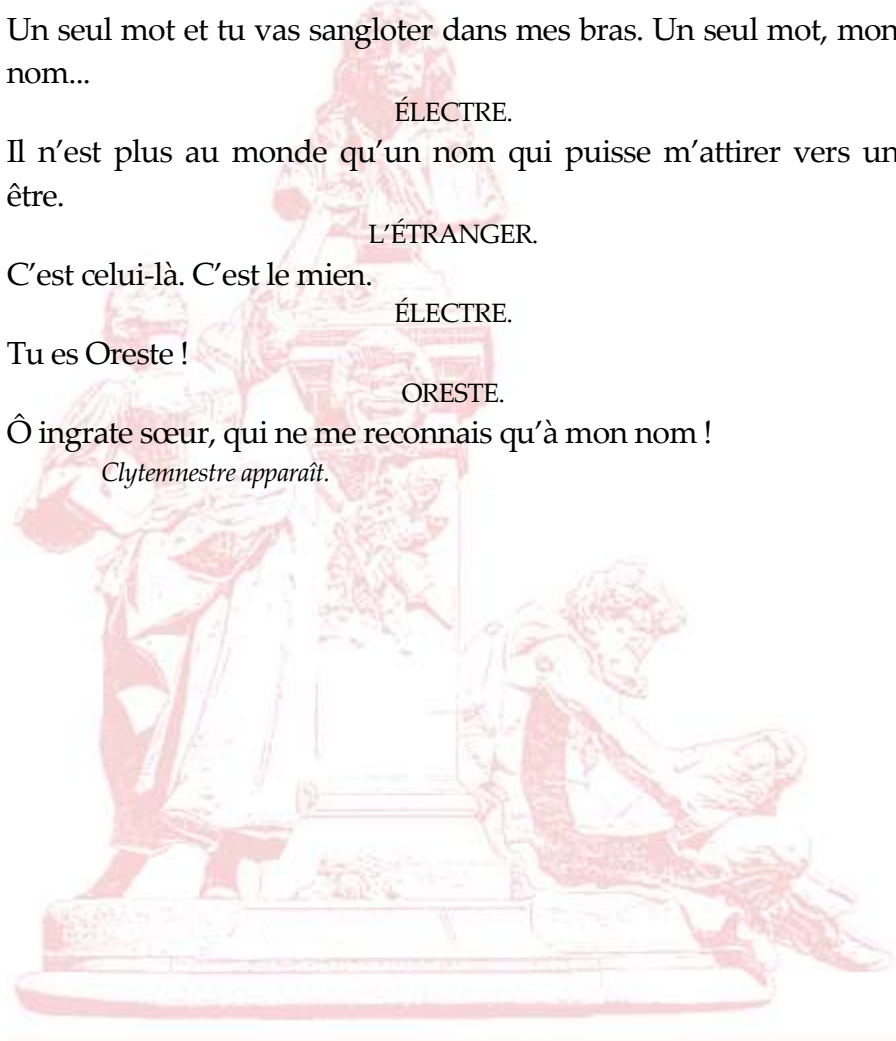 Un seul mot et tu vas sangloter dans mes bras. Un seul mot, mon
nom...
ÉLECTRE.
Il n’est plus au monde qu’un nom qui puisse m’attirer vers un
être.
L’ÉTRANGER.
C’est celui-là. C’est le mien.
ÉLECTRE.
Tu es Oreste !
ORESTE.
Ô ingrate sœur, qui ne me reconnais qu’à mon nom !
Clytemnestre apparaît.